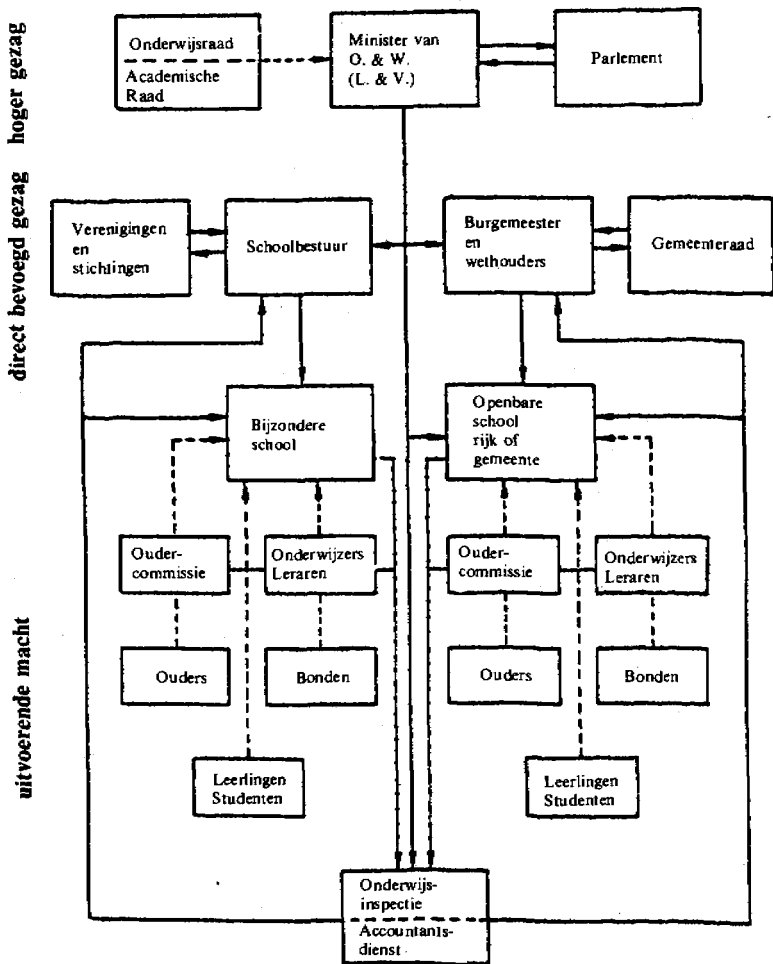 hoger gezag
Onderwijsraad
Academische
Raad
Minister van
O. & W.
(L. & V.)
Parlement
direct bevoegd gezag
Verenigingen
en
stichtingen
Schoolbestuur
Burgemeester
en
wethouders
Gemeenteraad
Bijzondere
school
Openbare
school
rijk of
gemeente
uitvoerende macht
Ouder-
commissie
Onderwijzers
Leraren
Ouder-
commissie
Onderwijzers
Leraren
Ouders
Bonden
Ouders
Bonden
Leerlingen
Studenten
Leerlingen
Studenten
Onderwijs-
inspectie
Accountants-
dienst